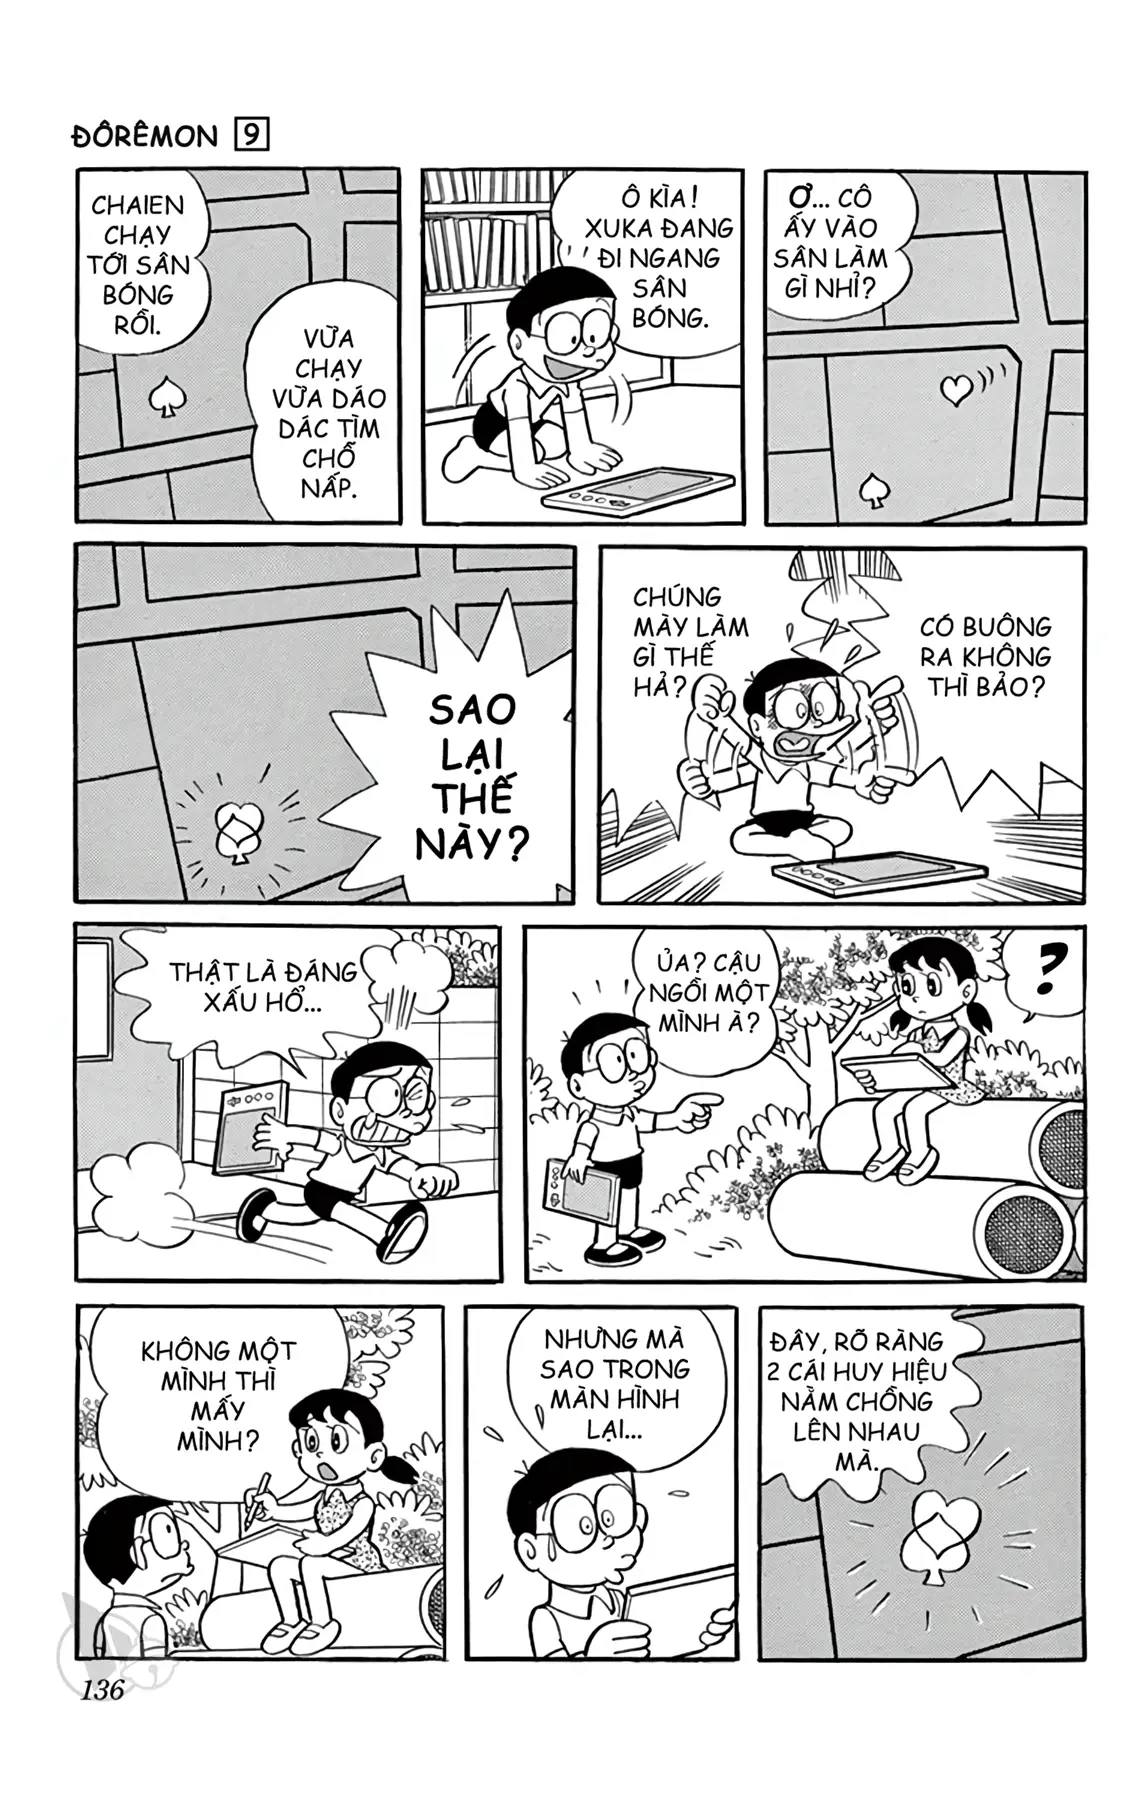 ĐÔRÊMON 9
CHAIEN
CHẠY
TỚI SÂN
BÓNG
RỒI.
VỪA
CHẠY
VỪA DÁO
DÁC TÌM
CHỖ
NẤP.
Ô KÌA!
XUKA ĐANG
ĐI NGANG
SÂN
BÓNG.
Ơ... CÔ
ẤY VÀO
SÂN LÀM
GÌ NHỈ?
SAO
LẠI
THẾ
NÀY?
CHÚNG
MÀY LÀM
GÌ THẾ
HẢ?
CÓ BUÔNG
RA KHÔNG
THÌ BẢO?
THẬT LÀ ĐÁNG
XẤU HỔ...
ỦA? CẬU
NGỒI MỘT
MÌNH À?
?
KHÔNG MỘT
MÌNH THÌ
MẤY
MÌNH?
NHƯNG MÀ
SAO TRONG
MÀN HÌNH
LẠI...
ĐÂY, RÕ RÀNG
2 CÁI HUY HIỆU
NẰM CHỒNG
LÊN NHAU
MÀ.
136